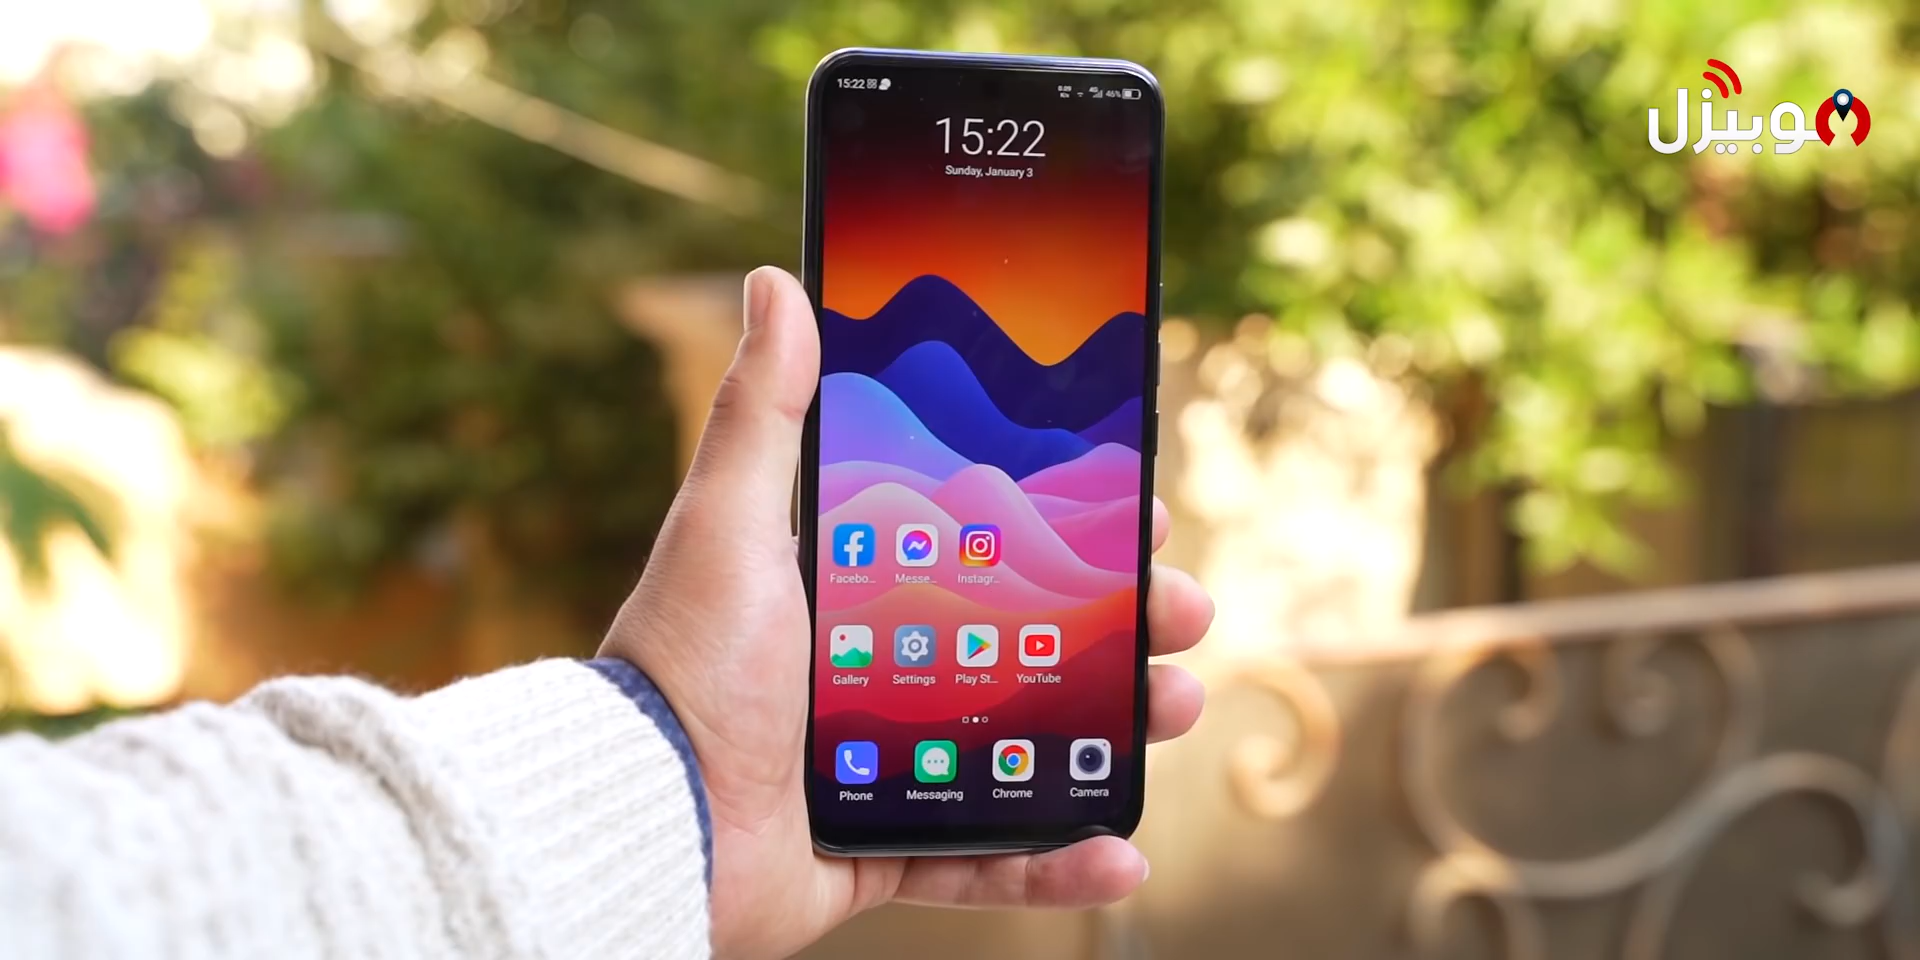 15:22
46%
موبيزل
15:22
Sunday, January 3
Facebo... Messe... Instagr...
Gallery Settings Play St... YouTube
Phone Messaging Chrome Camera